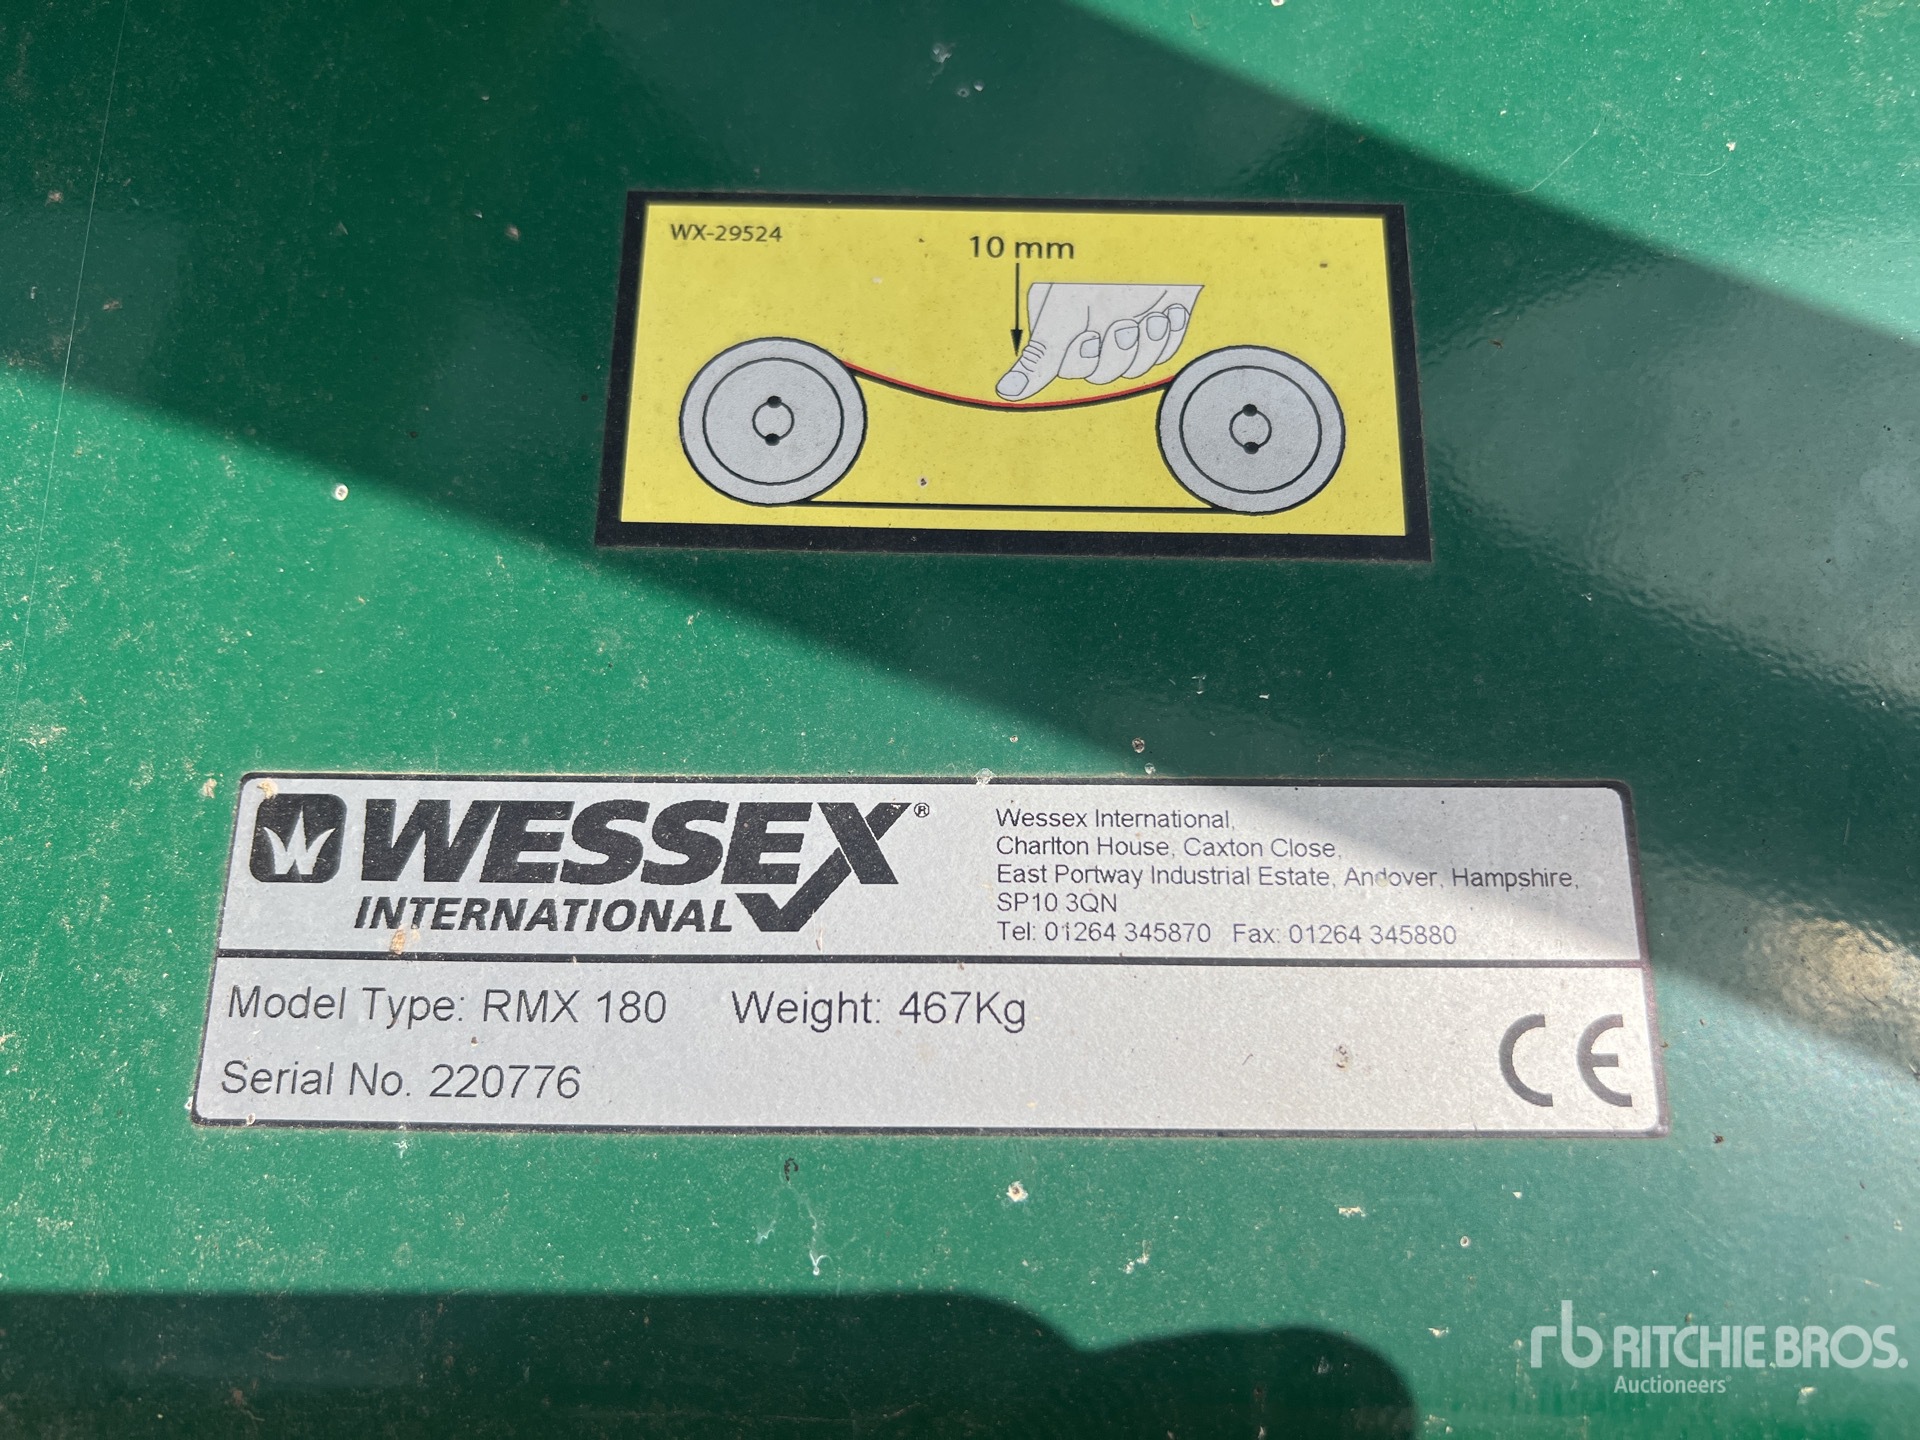 WX-29524
10 mm
WESSEX®
INTERNATIONAL
Wessex International,
Charlton House, Caxton Close,
East Portway Industrial Estate, Andover, Hampshire,
SP10 3QN
Tel: 01264 345870 Fax: 01264 345880
Model Type: RMX 180 Weight: 467Kg
Serial No. 220776
CE
rb RITCHIE BROS.
Auctioneers